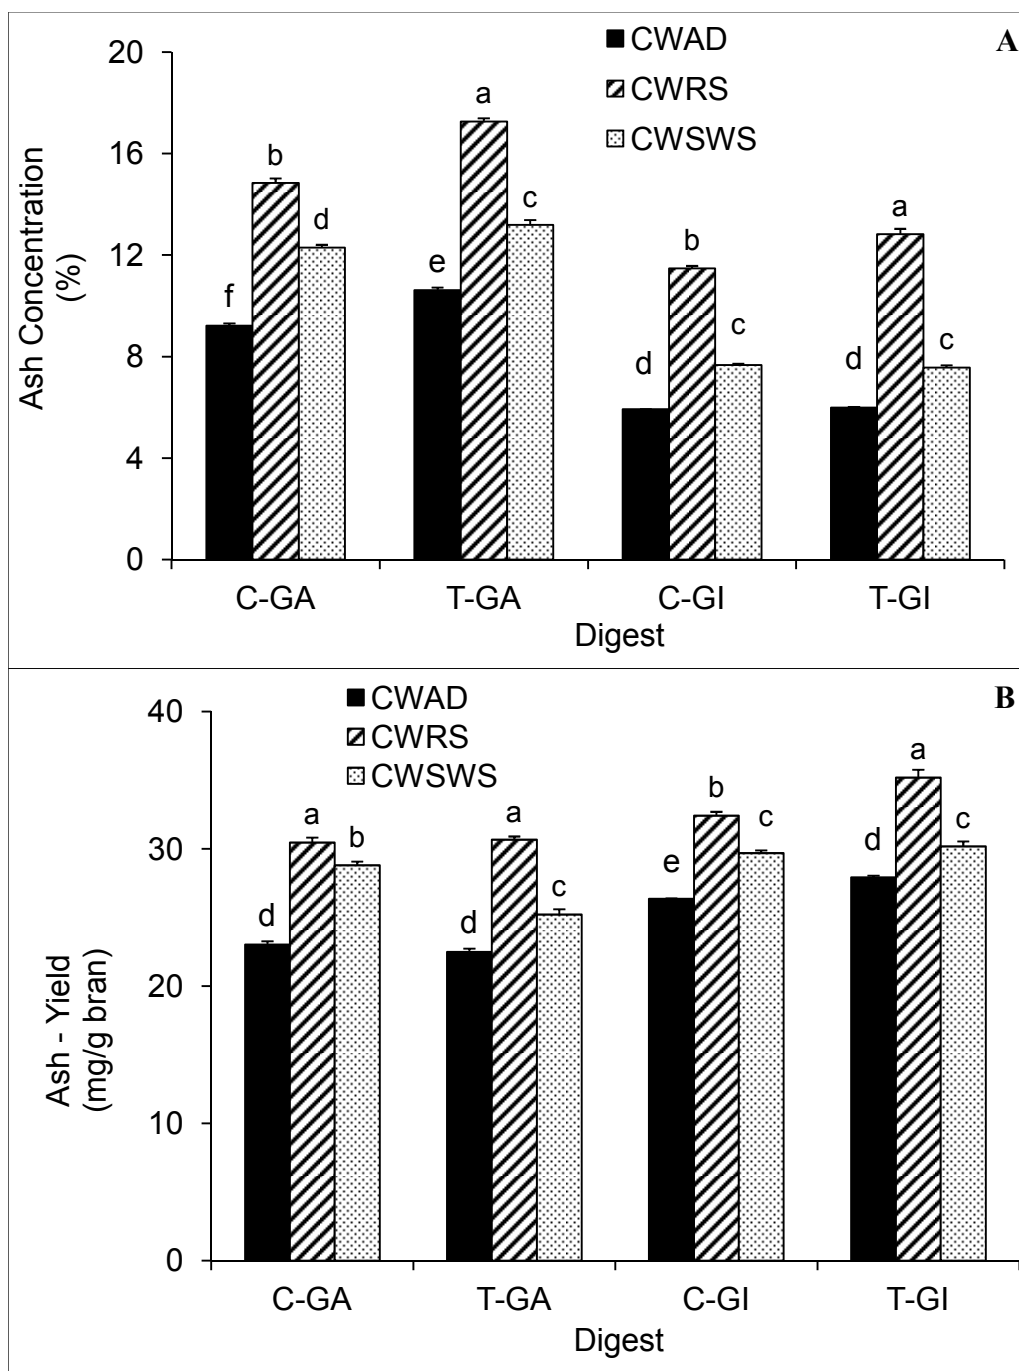 A
CWAD
CWRS
CWSWS
20
16
12
8
4
0
Ash Concentration
(%)
f
b
d
e
a
c
d
b
c
d
a
c
C-GA T-GA C-GI T-GI
Digest
B
CWAD
CWRS
CWSWS
40
30
20
10
0
Ash - Yield
(mg/g bran)
d
a
b
d
a
c
e
b
c
d
a
c
C-GA T-GA C-GI T-GI
Digest